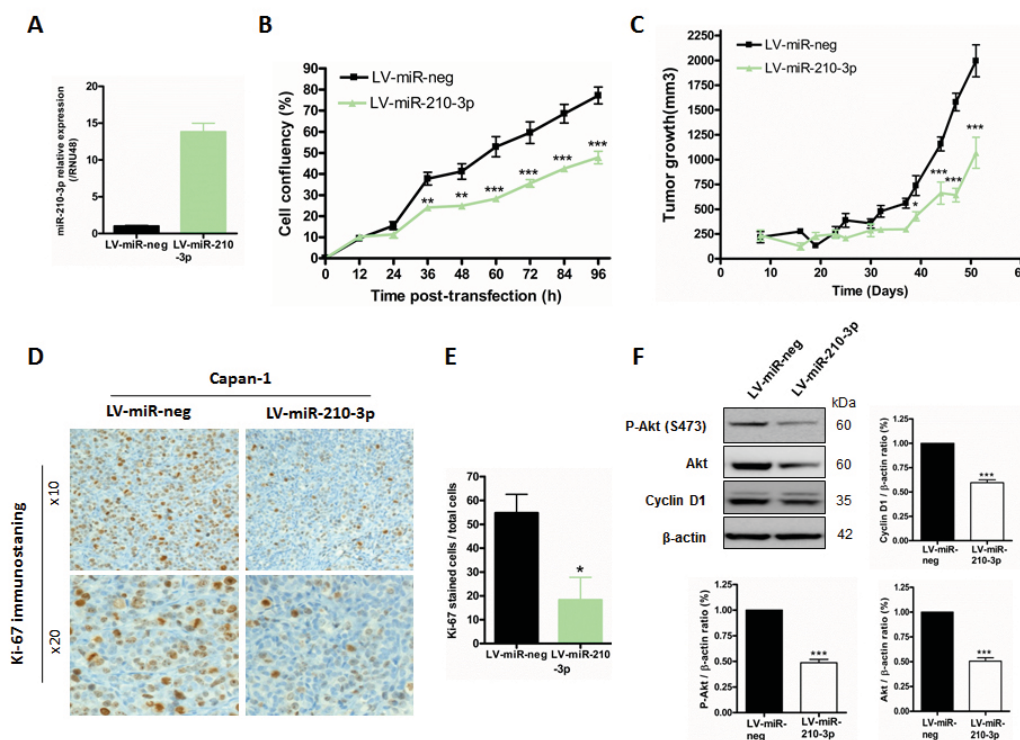 A
miR-210-3p relative expression
(/RNU48)
20
15
10
5
0
LV-miR-neg
LV-miR-210
-3p
B
LV-miR-neg
LV-miR-210-3p
Cell confluency (%)
90
80
70
60
50
40
30
20
10
0
** ** *** *** *** ***
0 12 24 36 48 60 72 84 96
Time post-transfection (h)
C
LV-miR-neg
LV-miR-210-3p
Tumor growth(mm3)
2250
2000
1750
1500
1250
1000
750
500
250
0
* *** *** ***
0 10 20 30 40 50 60
Time (Days)
D
Capan-1
LV-miR-neg LV-miR-210-3p
Ki-67 immunostaning
x10
x20
E
Ki-67 stained cells / total cells
70
60
50
40
30
20
10
0
*
LV-miR-neg LV-miR-210
-3p
F
LV-miR-neg
LV-miR-210-3p
kDa
P-Akt (S473) 60
Akt 60
Cyclin D1 35
β-actin 42
Cyclin D1 / β-actin ratio (%)
1.25
1.00
0.75
0.50
0.25
0.00
***
LV-miR- LV-miR-
neg 210-3p
P-Akt / β-actin ratio (%)
1.25
1.00
0.75
0.50
0.25
0.00
***
LV-miR- LV-miR-
neg 210-3p
Akt / β-actin ratio (%)
1.25
1.00
0.75
0.50
0.25
0.00
***
LV-miR- LV-miR-
neg 210-3p